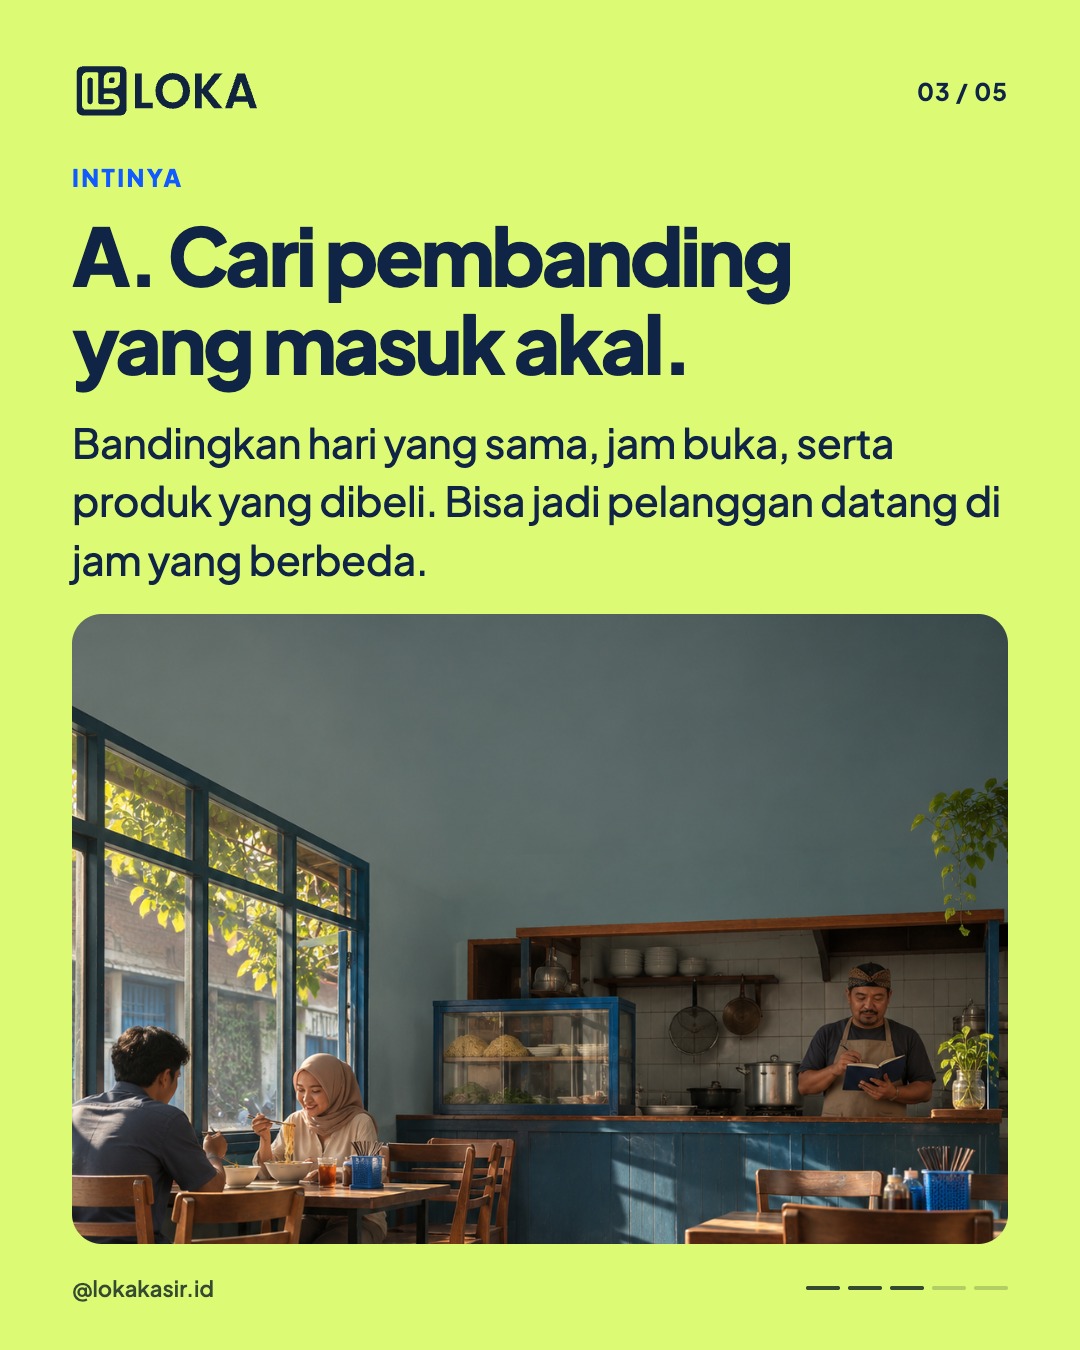 LOKA
03 / 05
INTINYA
A. Cari pembanding
yang masuk akal.
Bandingkan hari yang sama, jam buka, serta
produk yang dibeli. Bisa jadi pelanggan datang di
jam yang berbeda.
@lokakasir.id